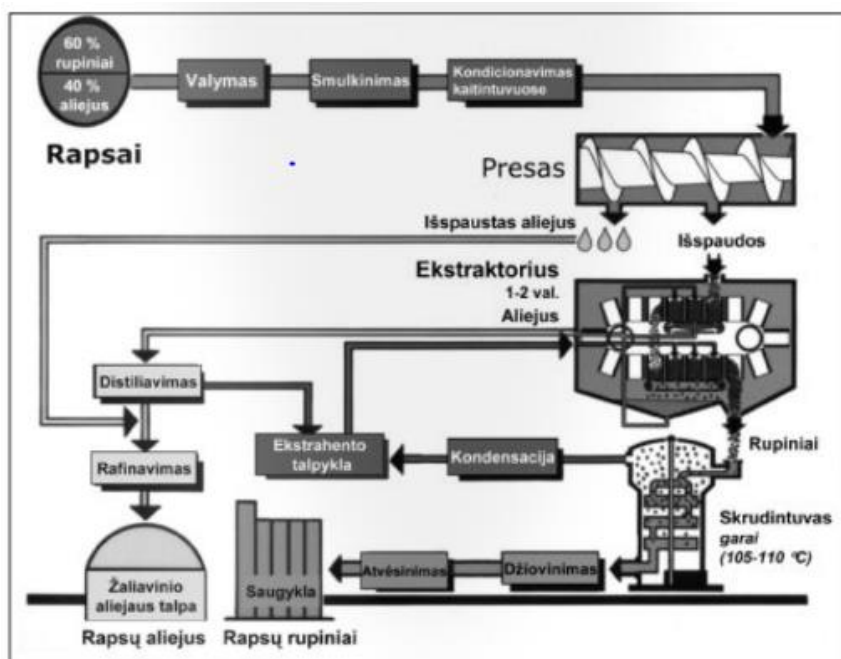 60 %
rupiniai
40 %
aliejus
Rapsai
Valymas
Smulkinimas
Kondicionavimas
kaitintuvuose
Presas
Išspaustas aliejus
Išspaudos
Ekstraktorius
1-2 val.
Aliejus
Distiliavimas
Ekstrahento
talpykla
Kondensacija
Rupiniai
Rafinavimas
Skrudintuvas
garai
(105-110 ºC)
Žaliavinio
aliejaus talpa
Saugykla
Atvėsinimas
Džiovinimas
Rapsų aliejus
Rapsų rupiniai